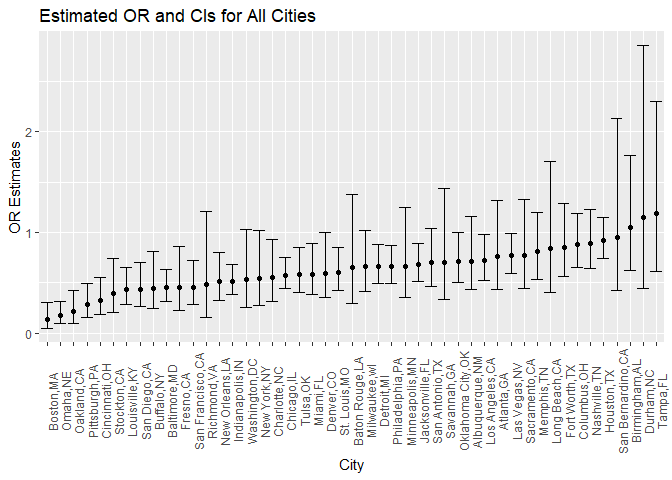 Estimated OR and CIs for All Cities
OR Estimates
2
1
0
Boston,MA
Omaha,NE
Oakland,CA
Pittsburgh,PA
Cincinnati,OH
Stockton,CA
Louisville,KY
San Diego,CA
Buffalo,NY
Baltimore,MD
Fresno,CA
San Francisco,CA
Richmond,VA
New Orleans,LA
Indianapolis,IN
Washington,DC
New York,NY
Charlotte,NC
Chicago,IL
Tulsa,OK
Miami,FL
Denver,CO
St. Louis,MO
Baton Rouge,LA
Milwaukee,wI
Detroit,MI
Philadelphia,PA
Minneapolis,MN
Jacksonville,FL
San Antonio,TX
Savannah,GA
Oklahoma City,OK
Albuquerque,NM
Los Angeles,CA
Atlanta,GA
Las Vegas,NV
Sacramento,CA
Memphis,TN
Long Beach,CA
Fort Worth,TX
Columbus,OH
Nashville,TN
Houston,TX
San Bernardino,CA
Birmingham,AL
Durham,NC
Tampa,FL
City